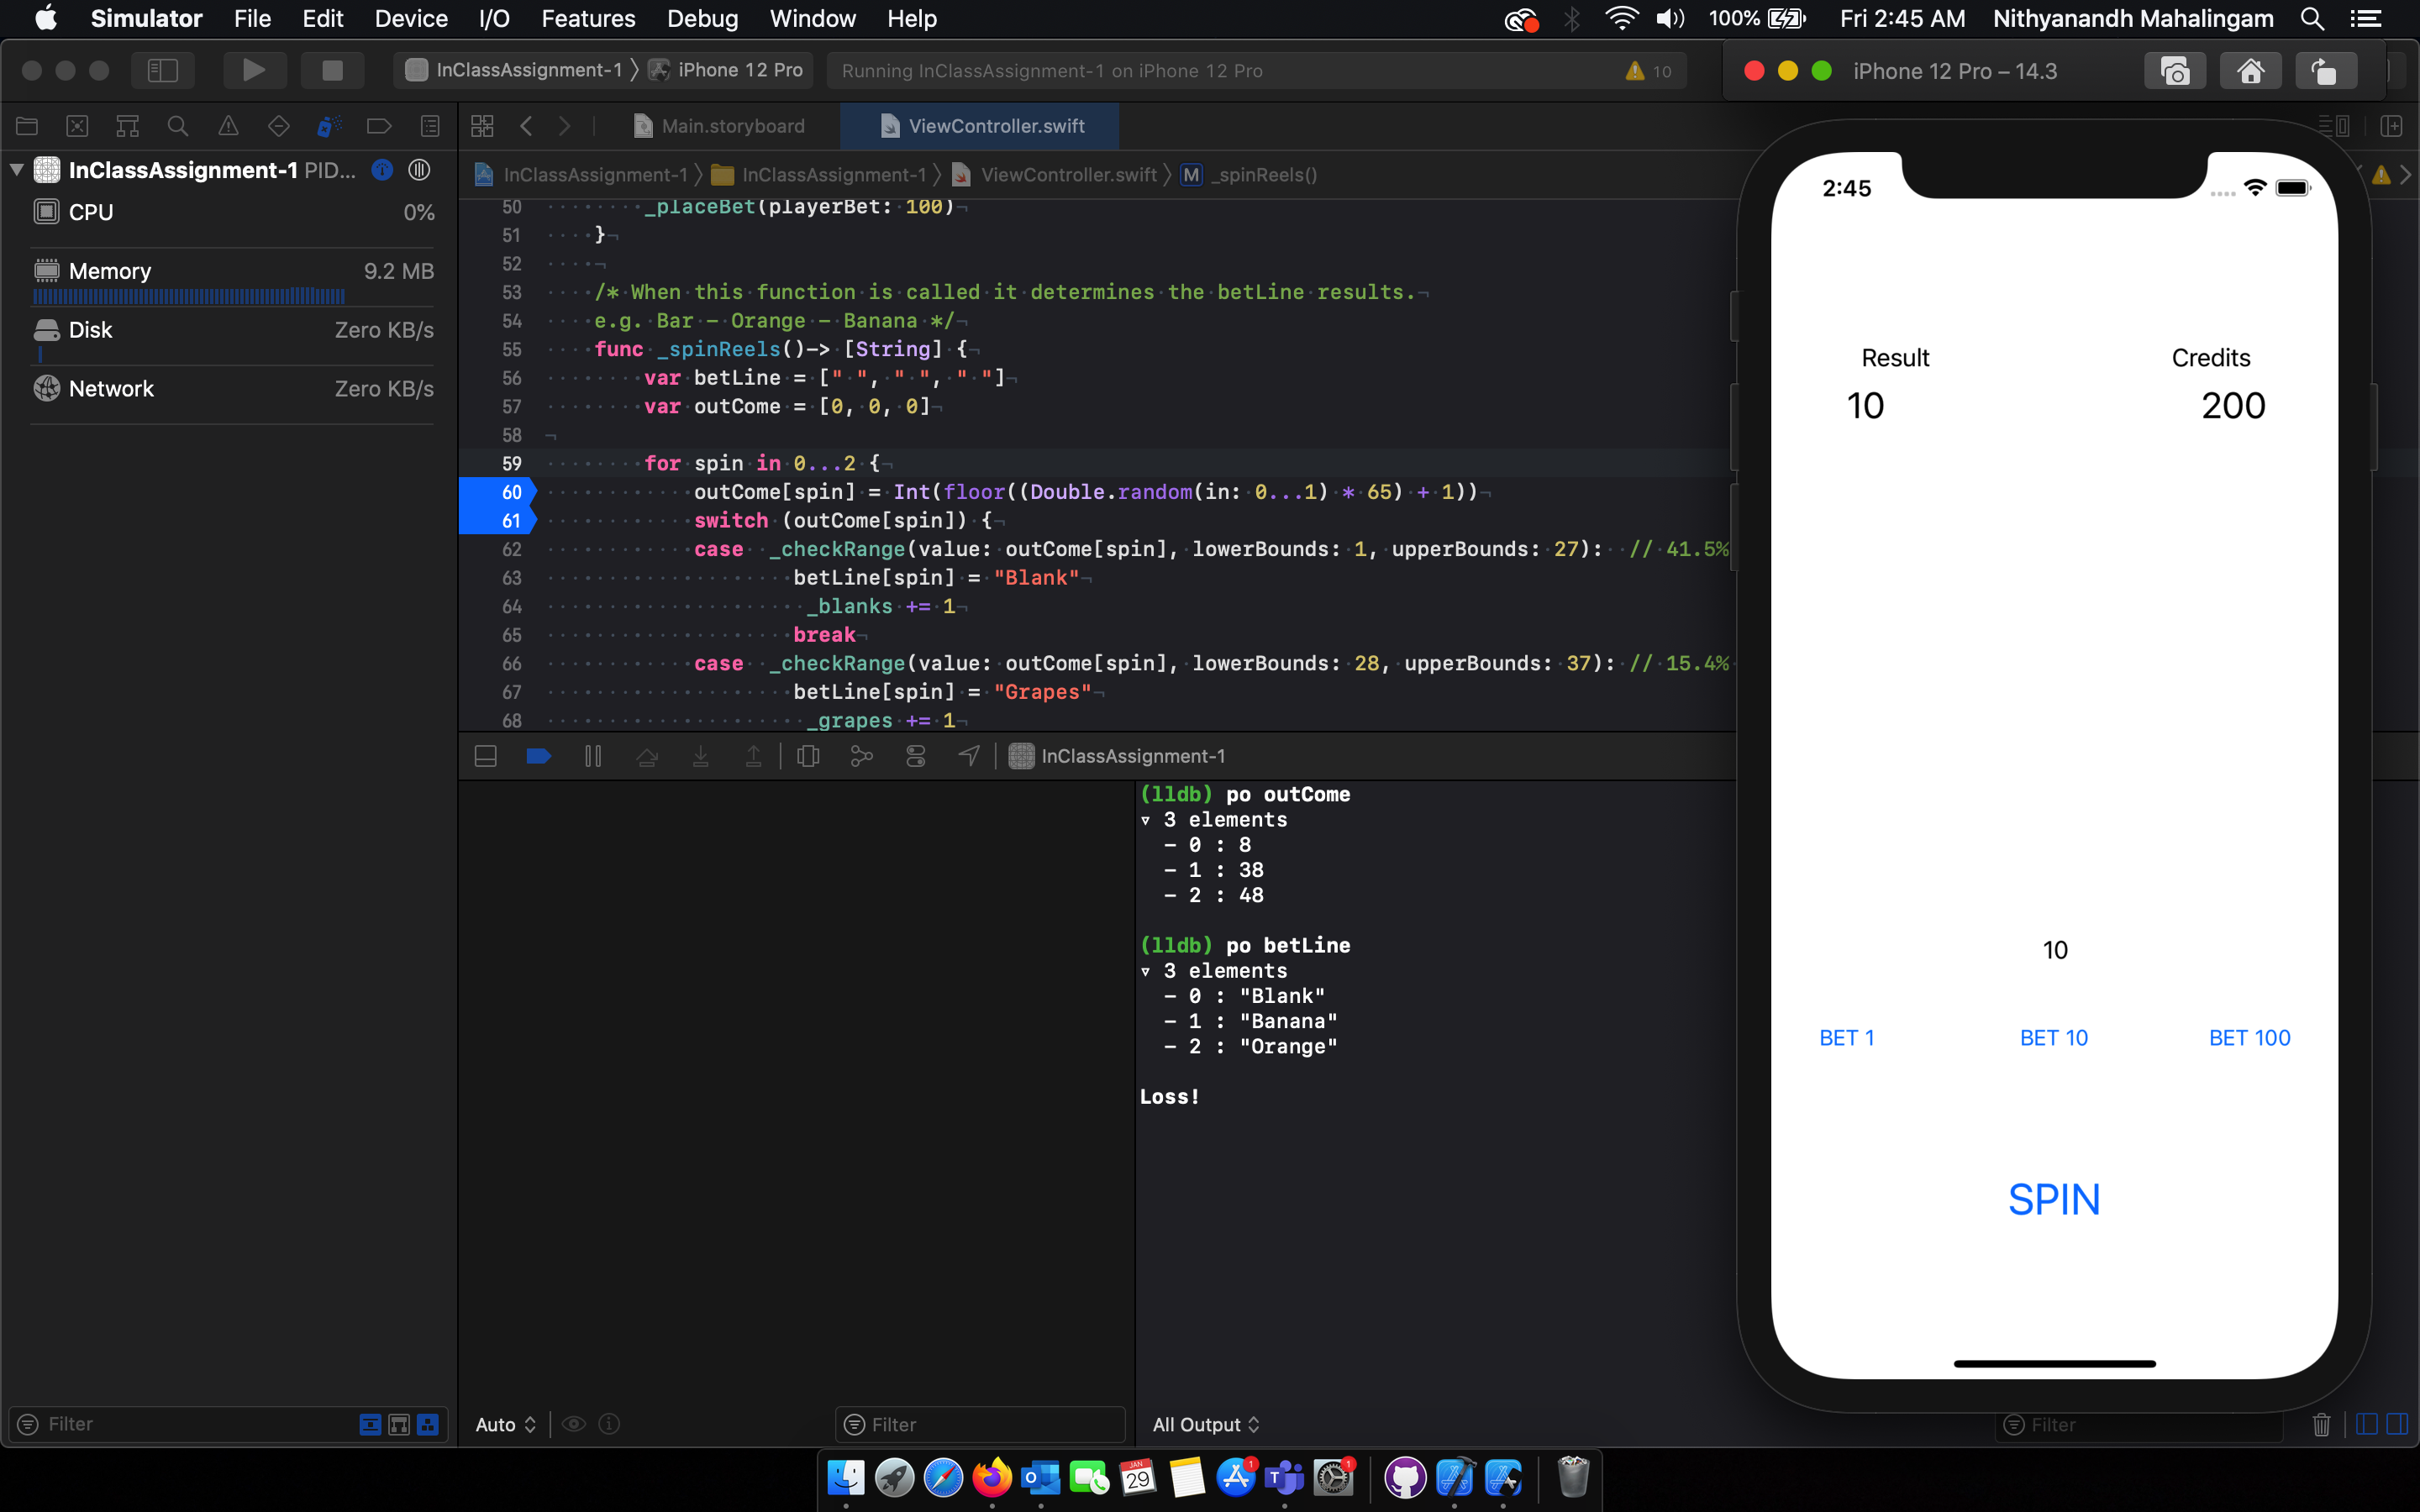 Simulator File Edit Device I/O Features Debug Window Help 100% Fri 2:45 AM Nithyanandh Mahalingam
InClassAssignment-1 〉 iPhone 12 Pro Running InClassAssignment-1 on iPhone 12 Pro 10
iPhone 12 Pro – 14.3
Main.storyboard ViewController.swift
InClassAssignment-1 PID...
CPU 0%
Memory 9.2 MB
Disk Zero KB/s
Network Zero KB/s
InClassAssignment-1 〉 InClassAssignment-1 〉 ViewController.swift 〉 M _spinReels()
50 _placeBet(playerBet: 100)
51 }
52
53 /* When this function is called it determines the betLine results.
54 e.g. Bar - Orange - Banana */
55 func _spinReels()-> [String] {
56 var betLine = [" ", " ", " "]
57 var outCome = [0, 0, 0]
58
59 for spin in 0...2 {
60 outCome[spin] = Int(floor((Double.random(in: 0...1) * 65) + 1))
61 switch (outCome[spin]) {
62 case _checkRange(value: outCome[spin], lowerBounds: 1, upperBounds: 27): // 41.5%
63 betLine[spin] = "Blank"
64 _blanks += 1
65 break
66 case _checkRange(value: outCome[spin], lowerBounds: 28, upperBounds: 37): // 15.4%
67 betLine[spin] = "Grapes"
68 _grapes += 1
InClassAssignment-1
(lldb) po outCome
3 elements
- 0 : 8
- 1 : 38
- 2 : 48
(lldb) po betLine
3 elements
- 0 : "Blank"
- 1 : "Banana"
- 2 : "Orange"
Loss!
2:45
Result Credits
10 200
10
BET 1 BET 10 BET 100
SPIN
Filter Auto Filter All Output Filter
JAN
29
1
1